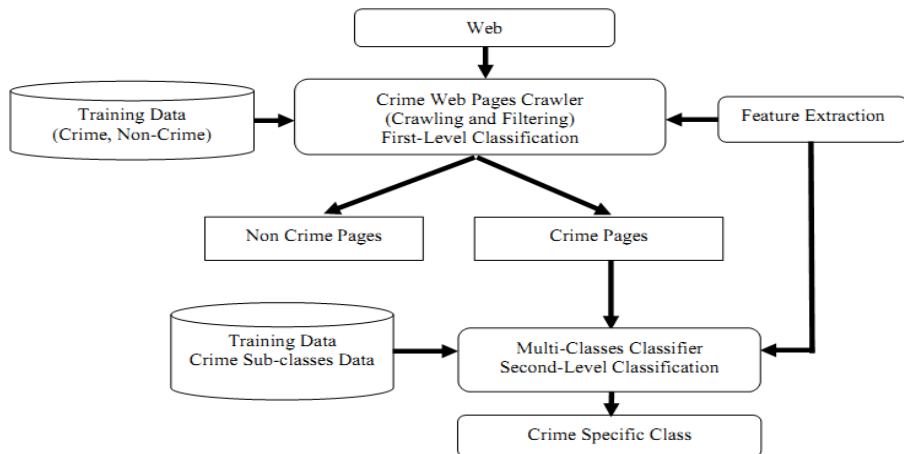 Web
Training Data
(Crime, Non-Crime)
Crime Web Pages Crawler
(Crawling and Filtering)
First-Level Classification
Feature Extraction
Non Crime Pages
Crime Pages
Training Data
Crime Sub-classes Data
Multi-Classes Classifier
Second-Level Classification
Crime Specific Class